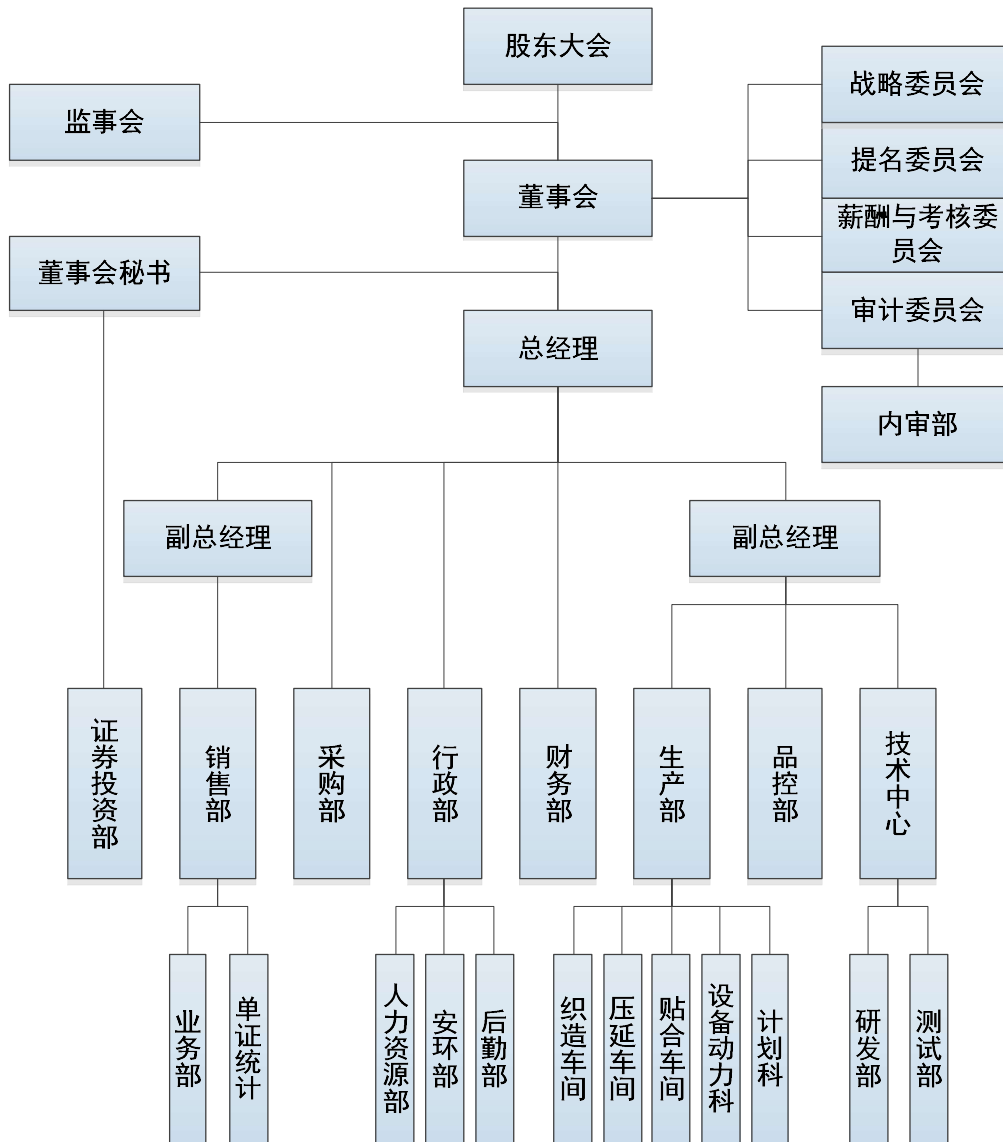 股东大会
战略委员会
监事会
提名委员会
董事会
薪酬与考核委
员会
董事会秘书
审计委员会
总经理
内审部
副总经理
副总经理
证券投资部
销售部
采购部
行政部
财务部
生产部
品控部
技术中心
业务部
单证统计
人力资源部
安环部
后勤部
织造车间
压延车间
贴合车间
设备动力科
计划科
研发部
测试部